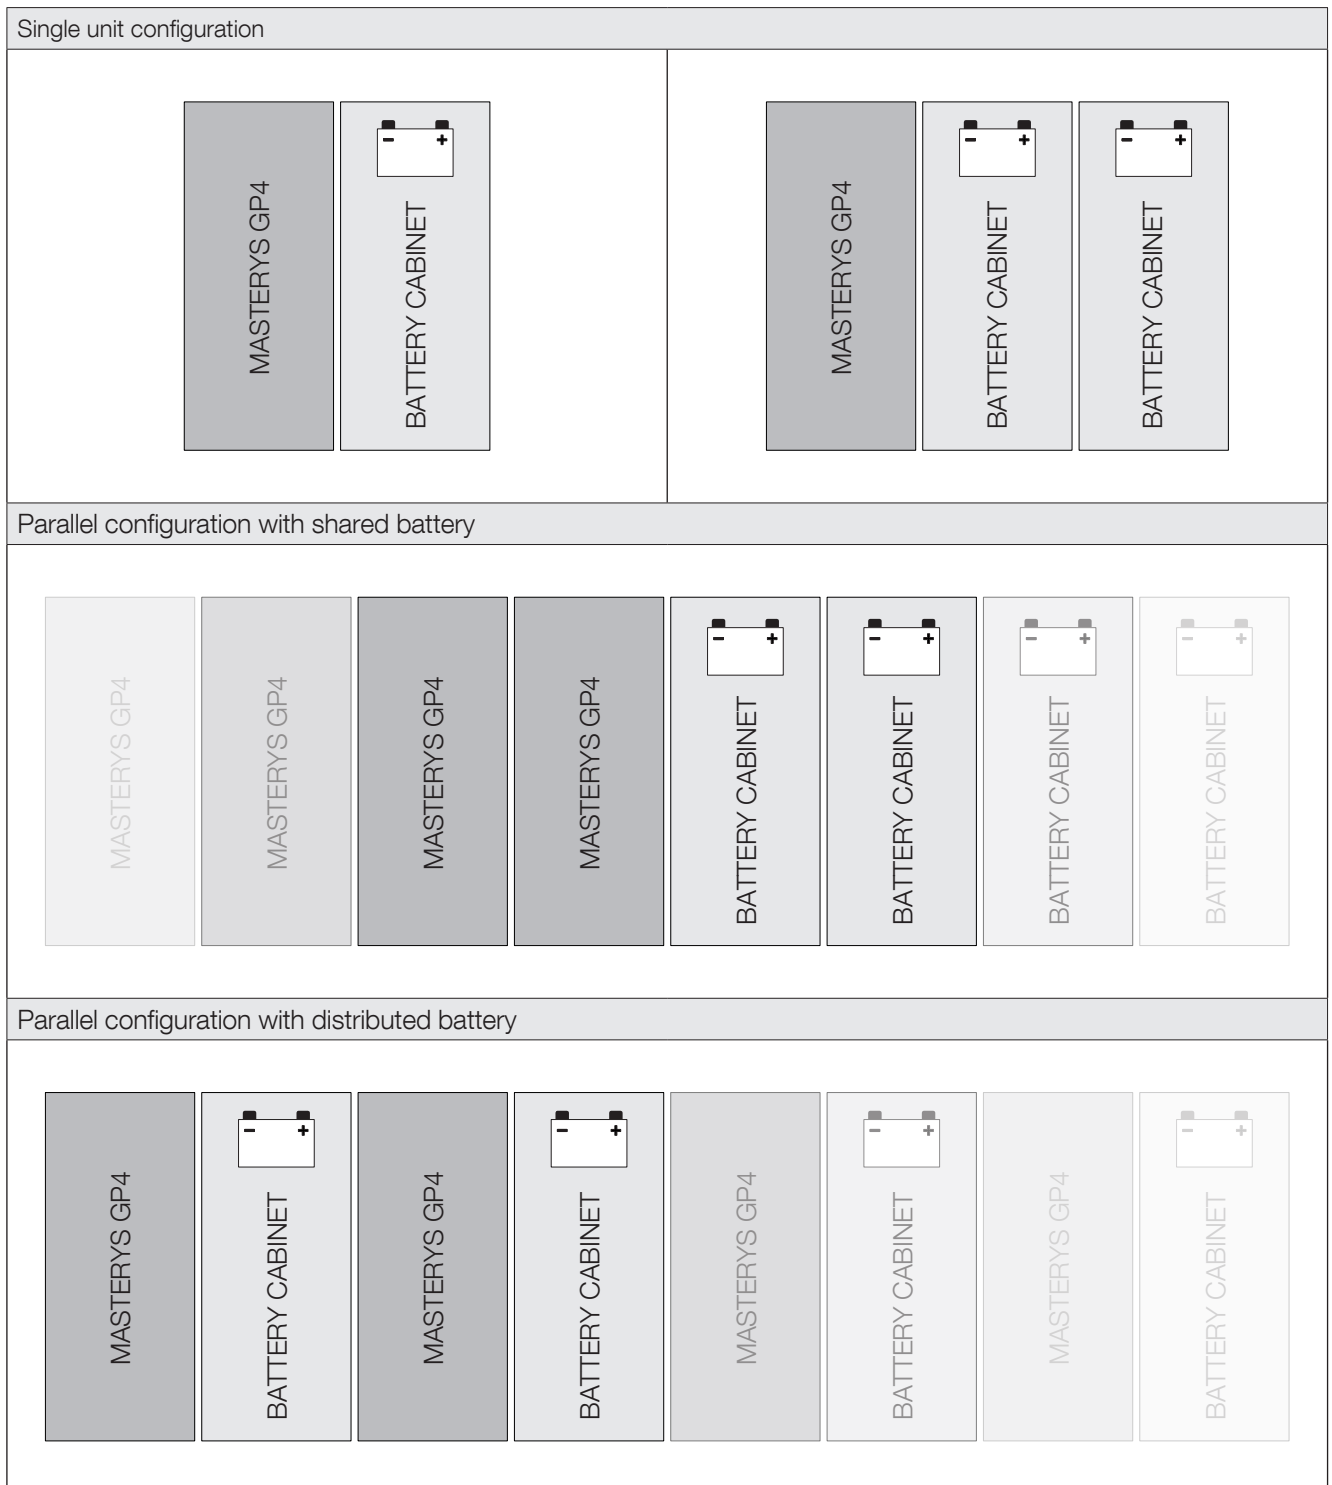 Single unit configuration
MASTERYS GP4
- +
BATTERY CABINET
MASTERYS GP4
- +
BATTERY CABINET
- +
BATTERY CABINET
Parallel configuration with shared battery
MASTERYS GP4
MASTERYS GP4
MASTERYS GP4
MASTERYS GP4
- +
BATTERY CABINET
- +
BATTERY CABINET
- +
BATTERY CABINET
- +
BATTERY CABINET
Parallel configuration with distributed battery
MASTERYS GP4
- +
BATTERY CABINET
MASTERYS GP4
- +
BATTERY CABINET
MASTERYS GP4
- +
BATTERY CABINET
MASTERYS GP4
- +
BATTERY CABINET